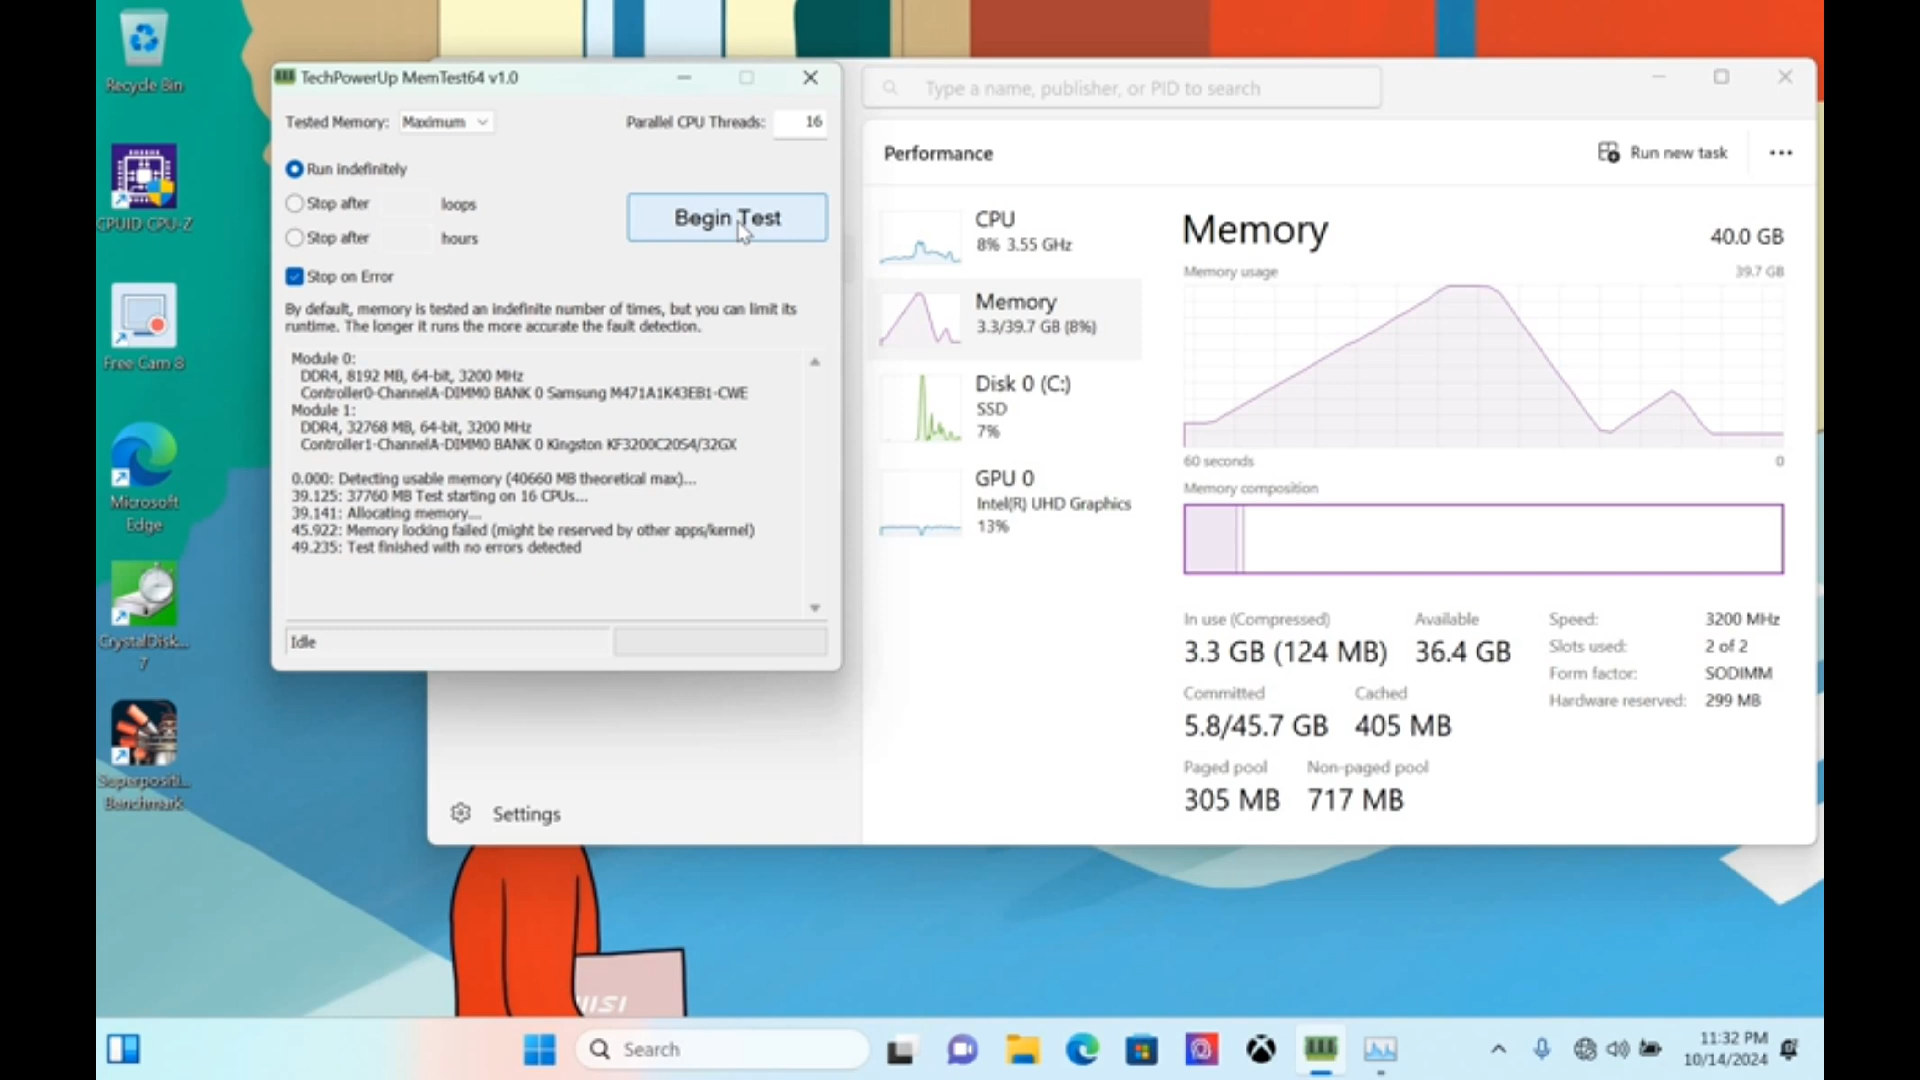 Recycle Bin
CPUID CPU-Z
Free Cam 8
Microsoft
Edge
CrystalDisk...
7
Superpositi...
Benchmark
TechPowerUp MemTest64 v1.0
Tested Memory: Maximum
Parallel CPU Threads: 16
Run indefinitely
Stop after loops
Stop after hours
Begin Test
Stop on Error
By default, memory is tested an indefinite number of times, but you can limit its
runtime. The longer it runs the more accurate the fault detection.
Module 0:
DDR4, 8192 MB, 64-bit, 3200 MHz
Controller0-ChannelA-DIMM0 BANK 0 Samsung M471A1K43EB1-CWE
Module 1:
DDR4, 32768 MB, 64-bit, 3200 MHz
Controller1-ChannelA-DIMM0 BANK 0 Kingston KF3200C20S4/32GX
0.000: Detecting usable memory (40660 MB theoretical max)...
39.125: 37760 MB Test starting on 16 CPUs...
39.141: Allocating memory....
45.922: Memory locking failed (might be reserved by other apps/kernel)
49.235: Test finished with no errors detected
Idle
Settings
Type a name, publisher, or PID to search
Performance
Run new task
CPU
8% 3.55 GHz
Memory
3.3/39.7 GB (8%)
Disk 0 (C:)
SSD
7%
GPU 0
Intel(R) UHD Graphics
13%
Memory
40.0 GB
Memory usage
39.7 GB
60 seconds
0
Memory composition
In use (Compressed)
Available
3.3 GB (124 MB)
36.4 GB
Committed
Cached
5.8/45.7 GB
405 MB
Paged pool
Non-paged pool
305 MB
717 MB
Speed: 3200 MHz
Slots used: 2 of 2
Form factor: SODIMM
Hardware reserved: 299 MB
Search
11:32 PM
10/14/2024